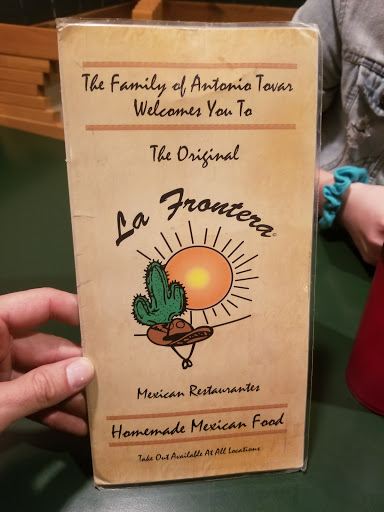 The Family of Antonio Tovar
Welcomes You To
The Original
La Frontera©
Mexican Restaurantes
Homemade Mexican Food
Take Out Available At All Locations